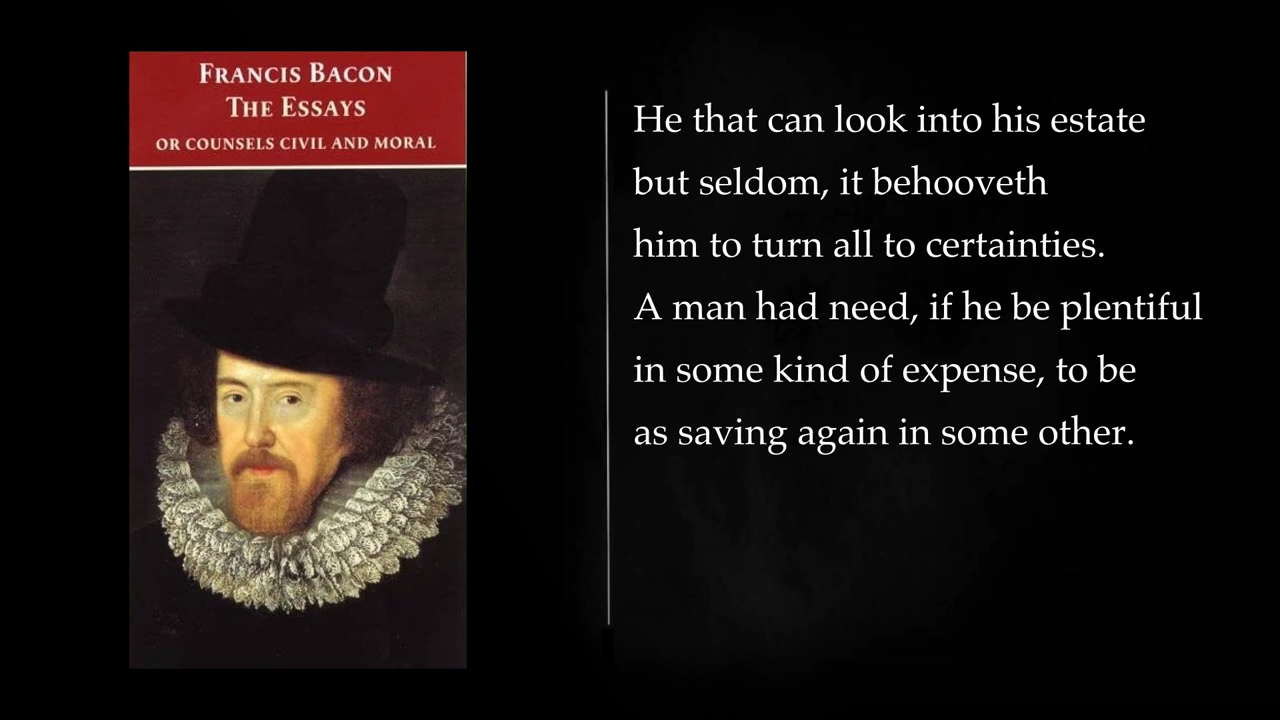 FRANCIS BACON
THE ESSAYS
OR COUNSELS CIVIL AND MORAL
He that can look into his estate
but seldom, it behooveth
him to turn all to certainties.
A man had need, if he be plentiful
in some kind of expense, to be
as saving again in some other.